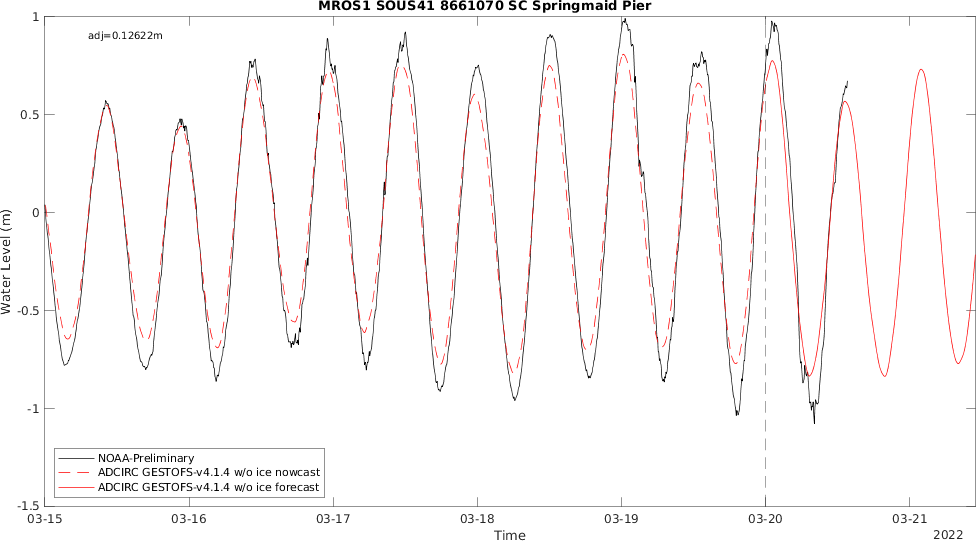 MROS1 SOUS41 8661070 SC Springmaid Pier
adj=0.12622m
1
0.5
0
-0.5
-1
-1.5
Water Level (m)
NOAA-Preliminary
ADCIRC GESTOFS-v4.1.4 w/o ice nowcast
ADCIRC GESTOFS-v4.1.4 w/o ice forecast
03-15 03-16 03-17 03-18 03-19 03-20 03-21
Time
2022